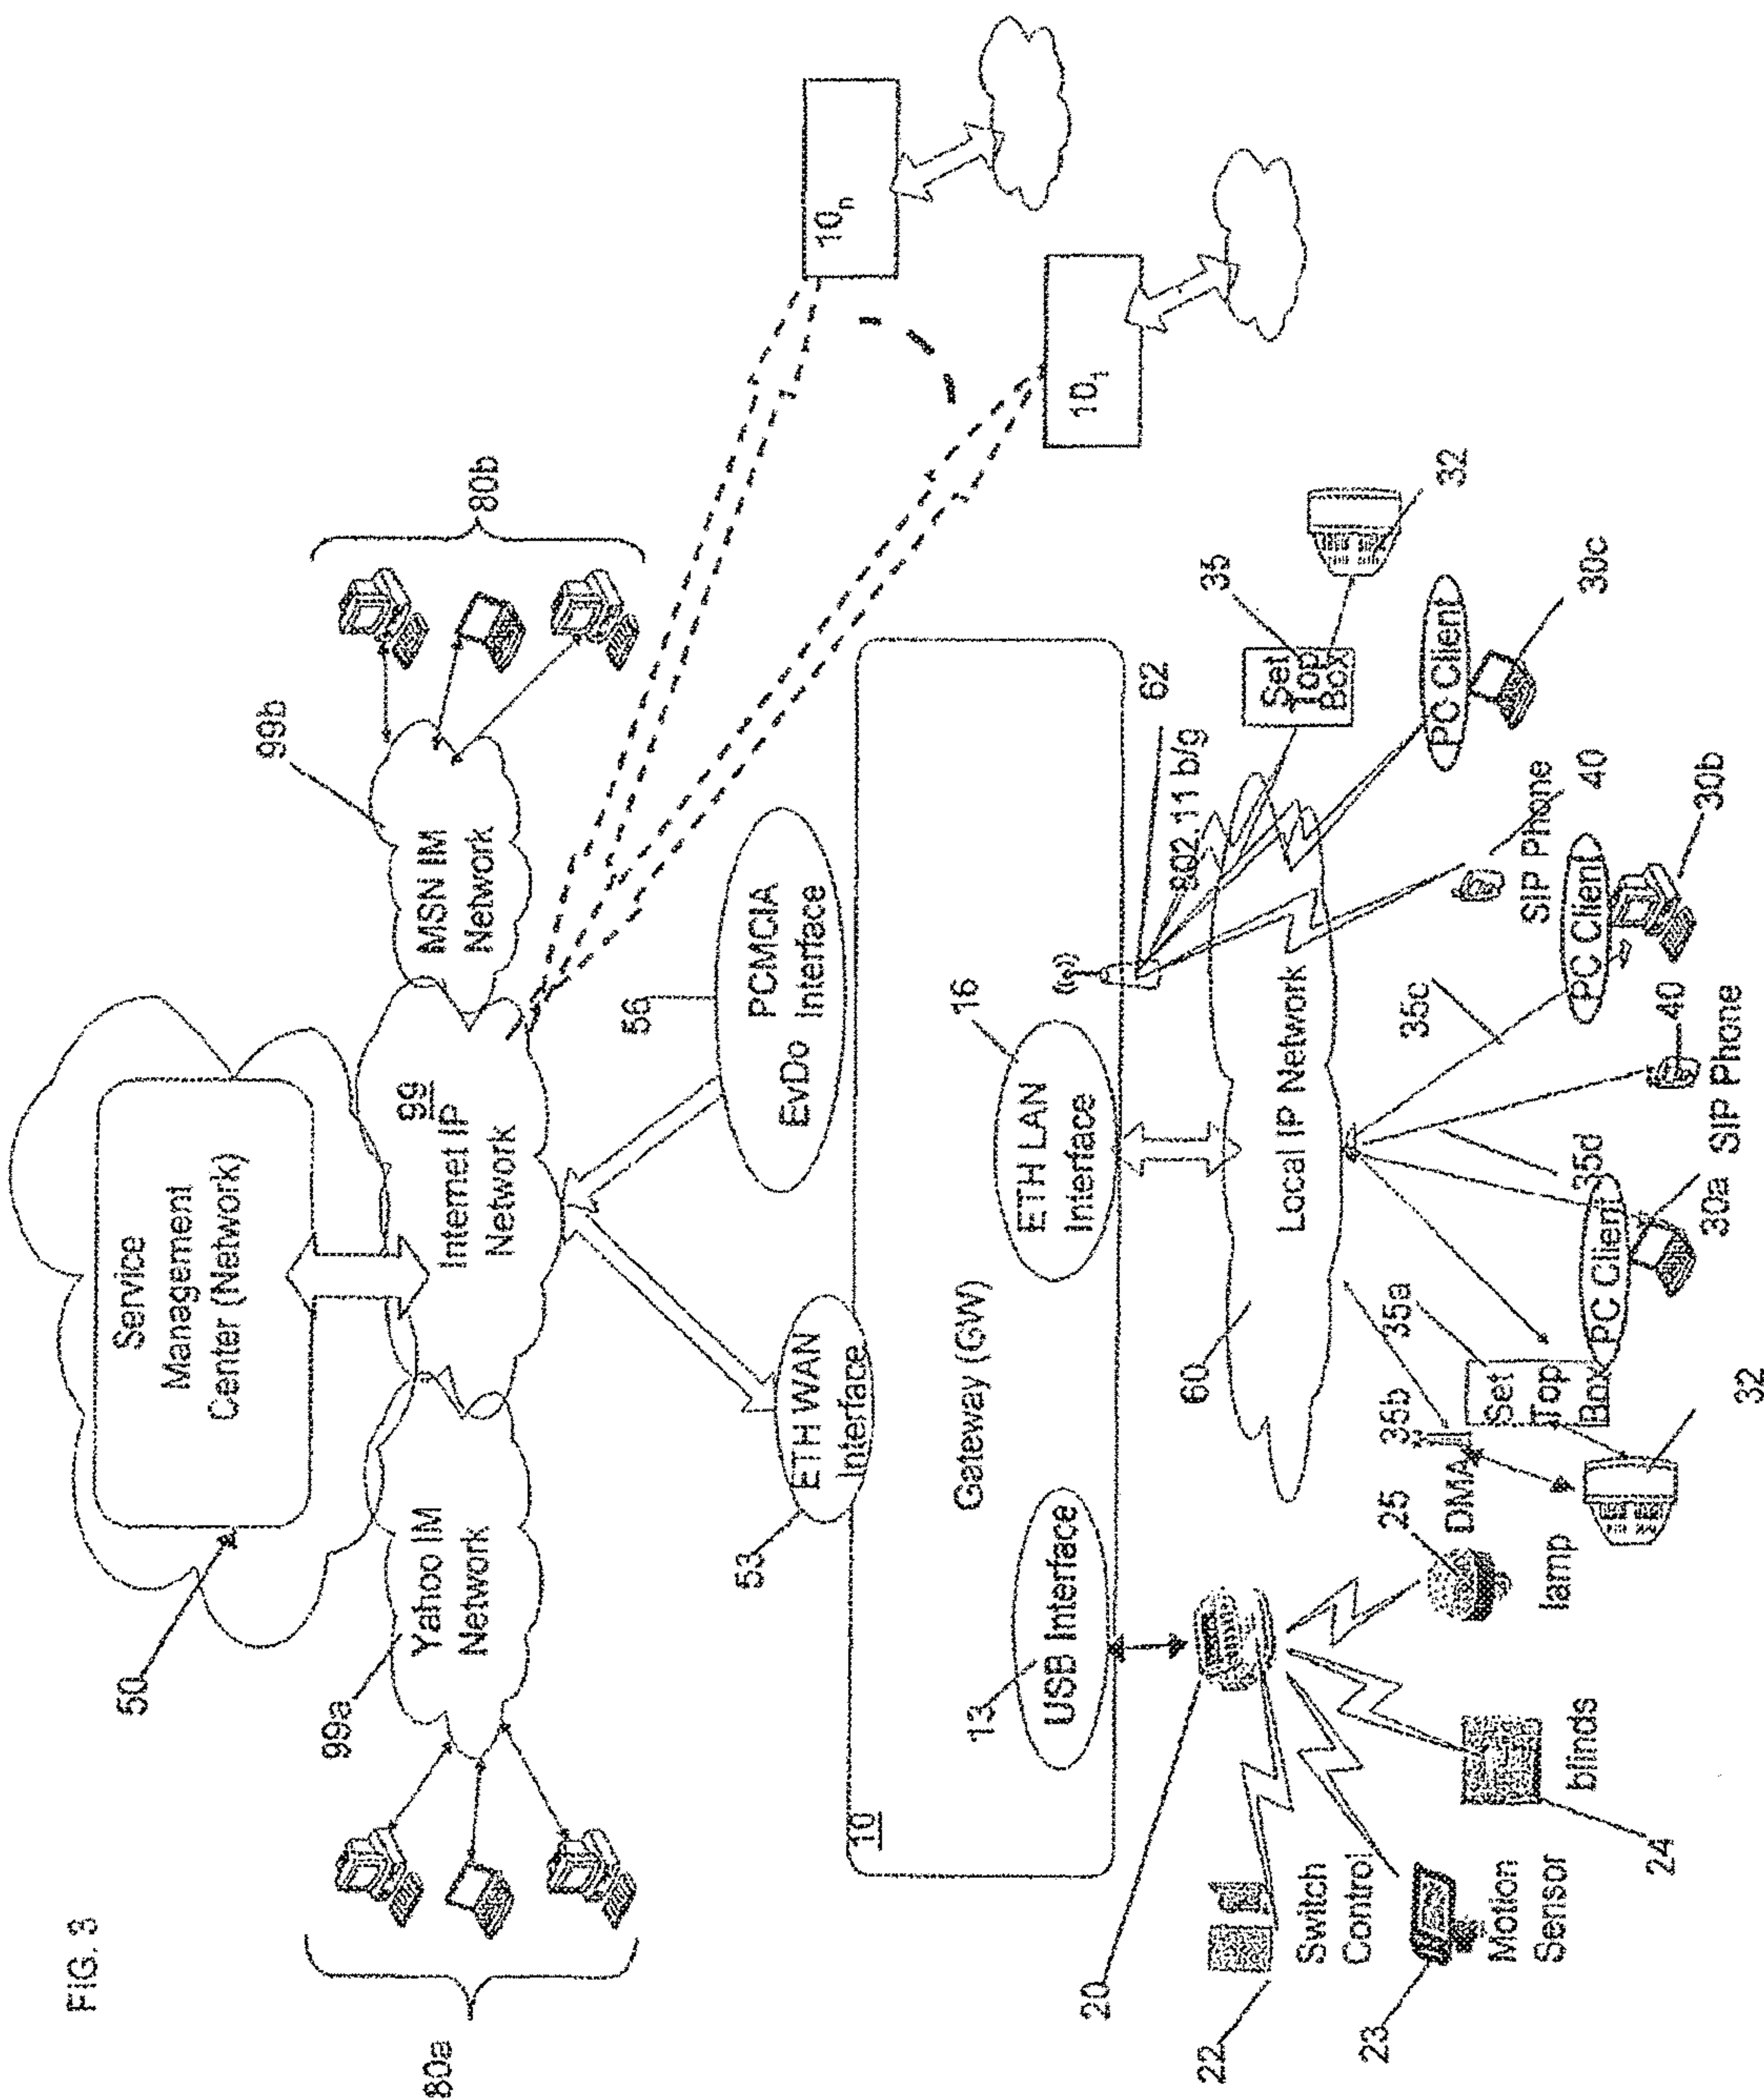 FIG. 3
50
Service
Management
Center (Network)
99a
Yahoo IM
Network
99
Internet IP
Network
99b
MSN IM
Network
80a
80b
53
ETH WAN
Interface
56
PCMCIA
EvDo Interface
10
Gateway (GW)
13
USB Interface
16
ETH LAN
Interface
10n
101
62
802.11 b/g
60
Local IP Network
20
22
Switch
Control
23
Motion
Sensor
24
blinds
25
lamp
DMA
35b
35a
Set
Top
Box
32
PC Client
30a
35d
SIP Phone
40
35c
PC Client
30b
SIP Phone
40
35
Set
Top
Box
32
PC Client
30c